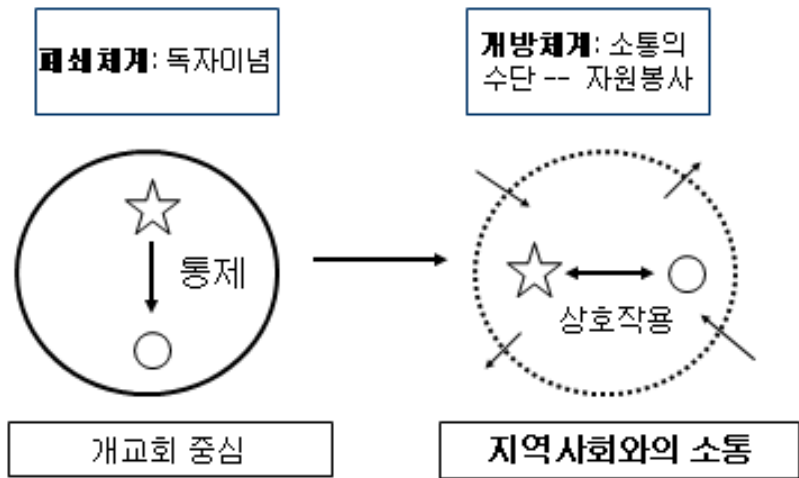 폐쇄체계: 독자이념
개방체계: 소통의
수단 -- 자원봉사
통제
상호작용
개교회 중심
지역사회와의 소통